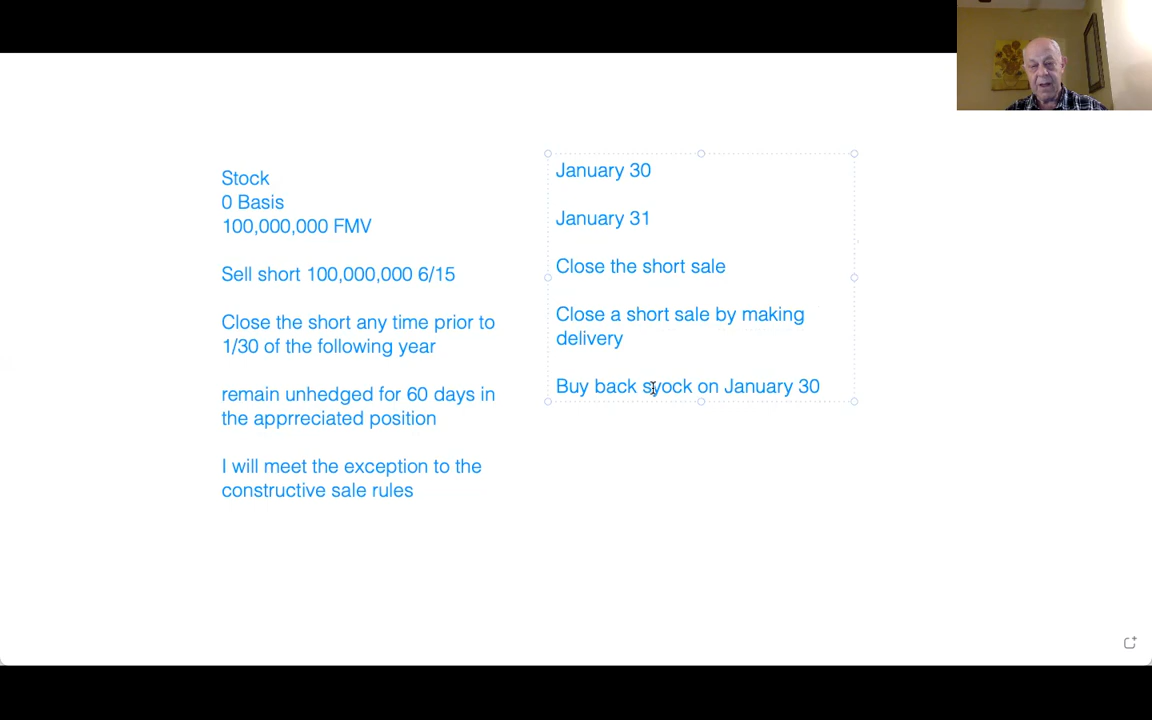 Stock
0 Basis
100,000,000 FMV
Sell short 100,000,000 6/15
Close the short any time prior to
1/30 of the following year
remain unhedged for 60 days in
the apprreciated position
I will meet the exception to the
constructive sale rules
January 30
January 31
Close the short sale
Close a short sale by making
delivery
Buy back syock on January 30